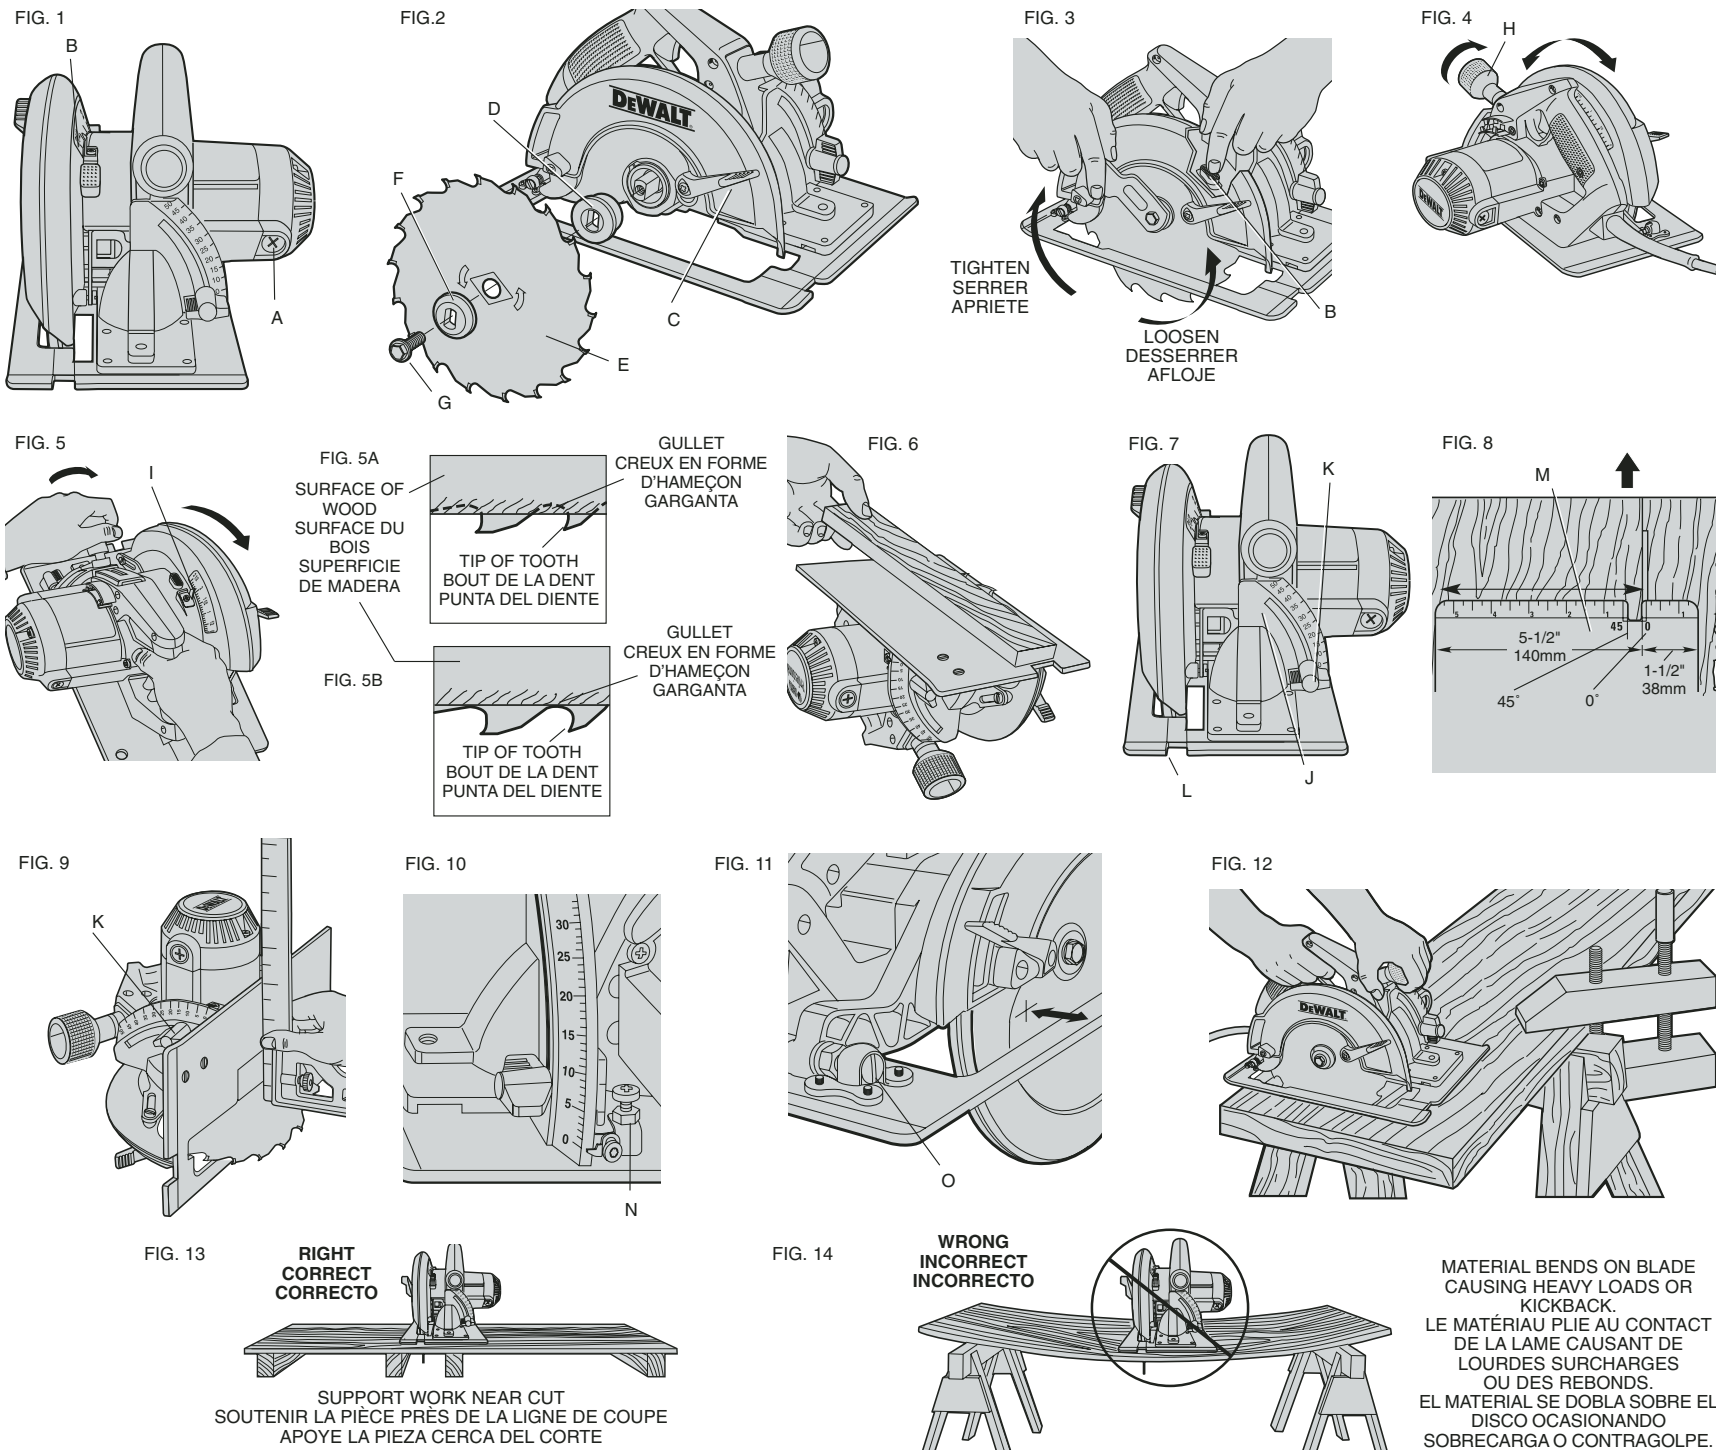 FIG. 1
B
A
FIG.2
DEWALT
D
F
C
E
G
FIG. 3
TIGHTEN
SERRER
APRIETE
LOOSEN
DESSERRER
AFLOJE
B
FIG. 4
H
DEWALT
FIG. 5
I
FIG. 5A
SURFACE OF
WOOD
SURFACE DU
BOIS
SUPERFICIE
DE MADERA
GULLET
CREUX EN FORME
D'HAMEÇON
GARGANTA
TIP OF TOOTH
BOUT DE LA DENT
PUNTA DEL DIENTE
FIG. 5B
GULLET
CREUX EN FORME
D'HAMEÇON
GARGANTA
TIP OF TOOTH
BOUT DE LA DENT
PUNTA DEL DIENTE
FIG. 6
FIG. 7
K
J
L
FIG. 8
M
5 4 3 2 1 45 0 1
5-1/2"
140mm
1-1/2"
38mm
45°
0°
FIG. 9
K
DEWALT
FIG. 10
30
25
20
15
10
5
0
N
FIG. 11
O
FIG. 12
DEWALT
FIG. 13
RIGHT
CORRECT
CORRECTO
SUPPORT WORK NEAR CUT
SOUTENIR LA PIÈCE PRÈS DE LA LIGNE DE COUPE
APOYE LA PIEZA CERCA DEL CORTE
FIG. 14
WRONG
INCORRECT
INCORRECTO
MATERIAL BENDS ON BLADE
CAUSING HEAVY LOADS OR
KICKBACK.
LE MATÉRIAU PLIE AU CONTACT
DE LA LAME CAUSANT DE
LOURDES SURCHARGES
OU DES REBONDS.
EL MATERIAL SE DOBLA SOBRE EL
DISCO OCASIONANDO
SOBRECARGA O CONTRAGOLPE.